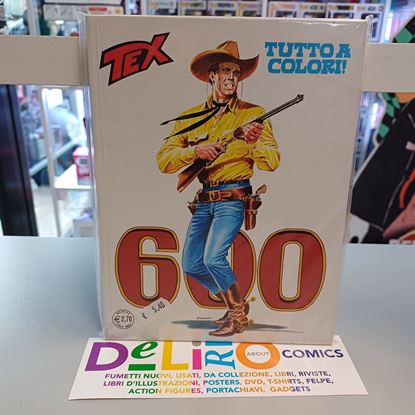 TEX
TUTTO A
COLORI!
600
€ 2,70
€ 5,40
DeLiRi
ABOUT
COMICS
FUMETTI NUOVI, USATI, DA COLLEZIONE, LIBRI, RIVISTE,
LIBRI D'ILLUSTRAZIONI, POSTERS, DVD, T-SHIRTS, FELPE,
ACTION FIGURES, PORTACHIAVI, GADGETS